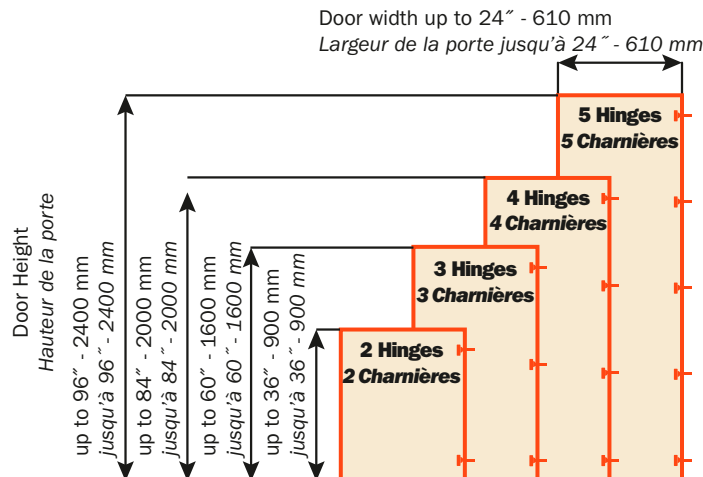 Door width up to 24˝ - 610 mm
Largeur de la porte jusqu’à 24˝ - 610 mm
5 Hinges
5 Charnières
4 Hinges
4 Charnières
3 Hinges
3 Charnières
2 Hinges
2 Charnières
Door Height
Hauteur de la porte
up to 96˝ - 2400 mm
jusqu’à 96˝ - 2400 mm
up to 84˝ - 2000 mm
jusqu’à 84˝ - 2000 mm
up to 60˝ - 1600 mm
jusqu’à 60˝ - 1600 mm
up to 36˝ - 900 mm
jusqu’à 36˝ - 900 mm